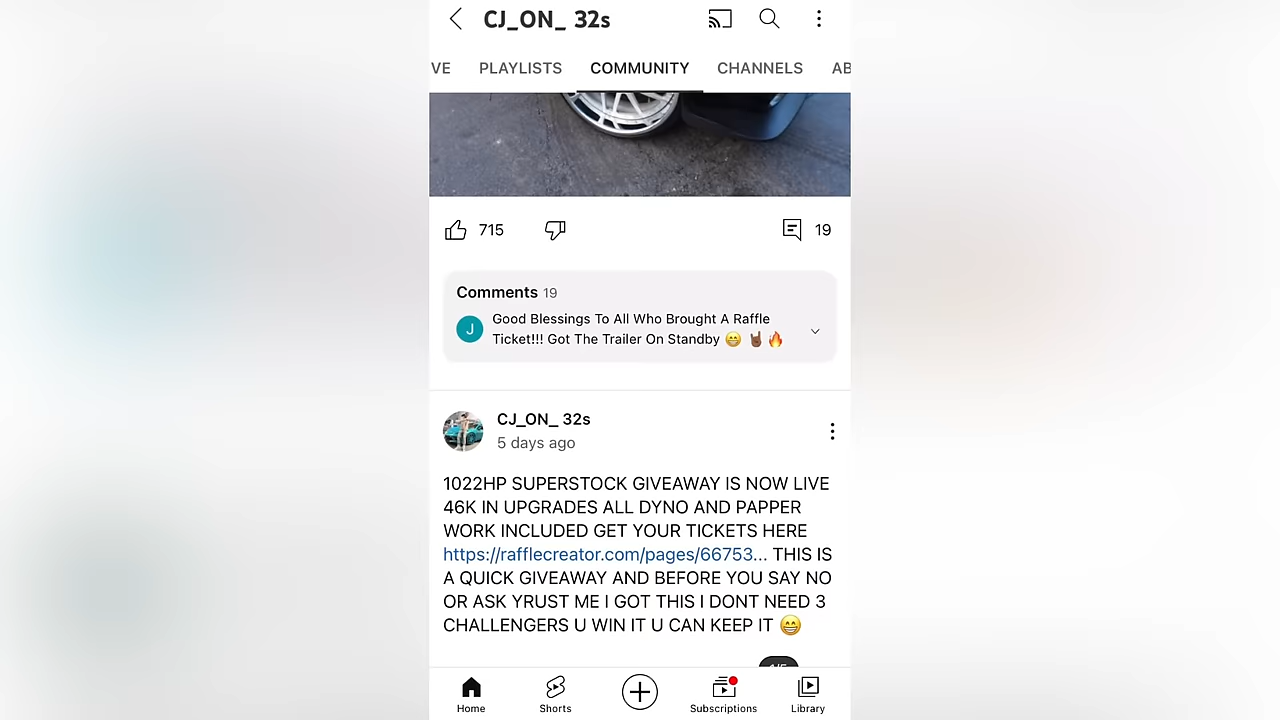 CJ_ON_ 32s
VE PLAYLISTS COMMUNITY CHANNELS AB
715 19
Comments 19
J
Good Blessings To All Who Brought A Raffle
Ticket!!! Got The Trailer On Standby 😁 🤘🏾 🔥
CJ_ON_ 32s
5 days ago
1022HP SUPERSTOCK GIVEAWAY IS NOW LIVE
46K IN UPGRADES ALL DYNO AND PAPPER
WORK INCLUDED GET YOUR TICKETS HERE
https://rafflecreator.com/pages/66753... THIS IS
A QUICK GIVEAWAY AND BEFORE YOU SAY NO
OR ASK YRUST ME I GOT THIS I DONT NEED 3
CHALLENGERS U WIN IT U CAN KEEP IT 😁
Home Shorts Subscriptions Library